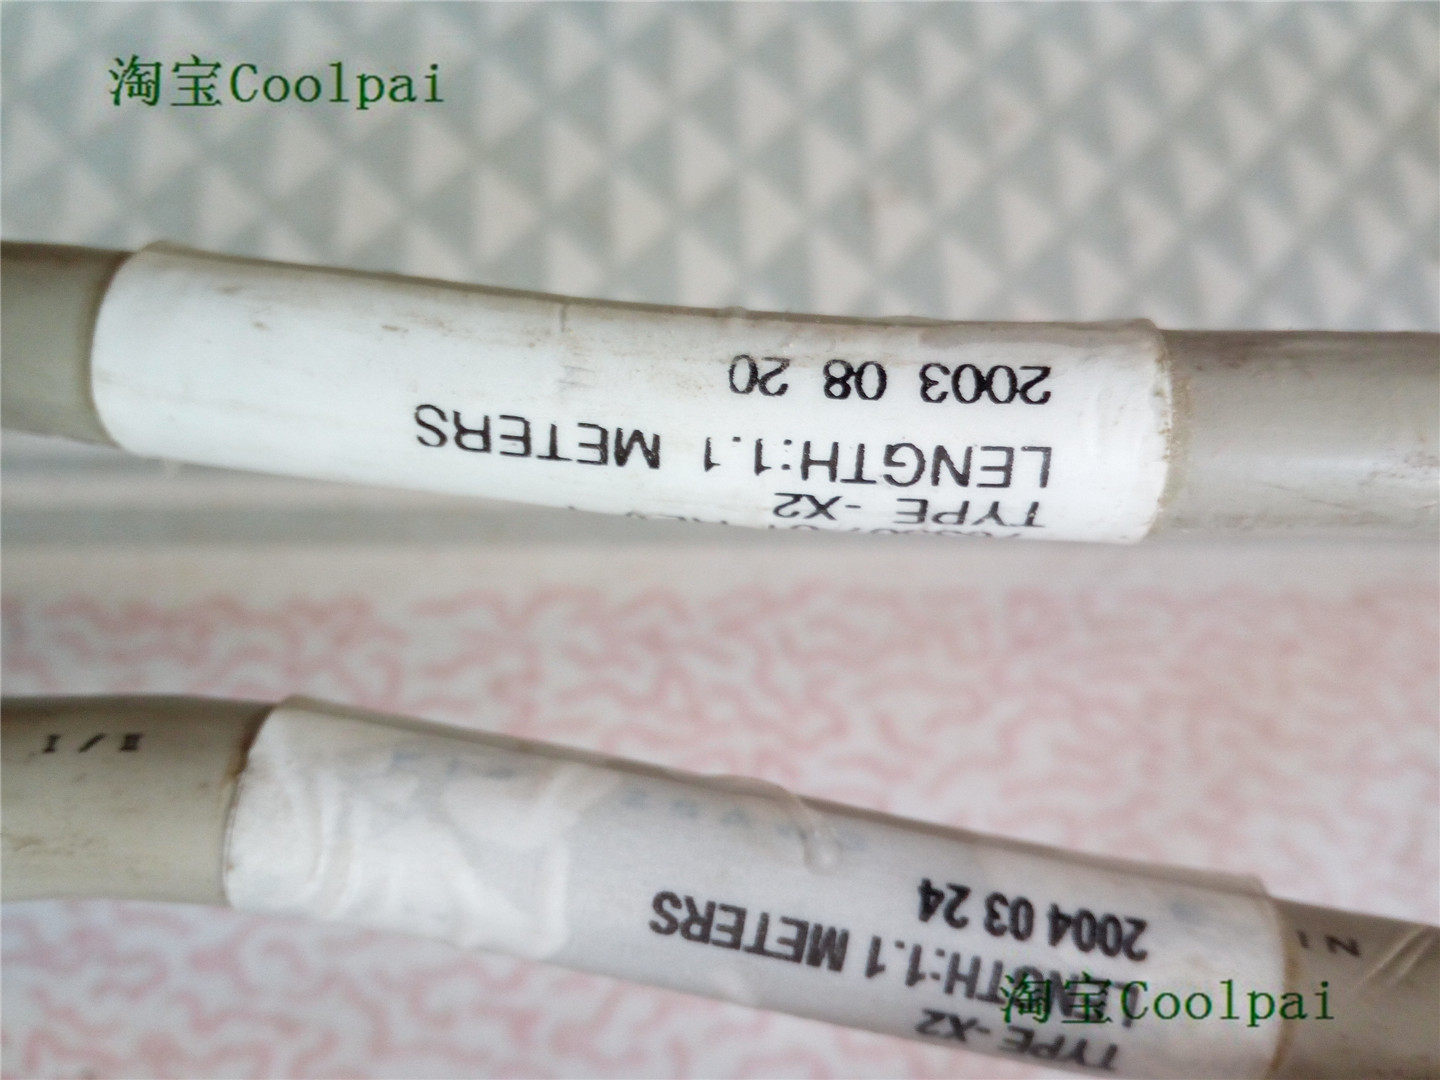 淘宝Coolpai
TYPE -X2
LENGTH:1.1 METERS
2003 08 20
TYPE -X2
LENGTH:1.1 METERS
2004 03 24
淘宝Coolpai